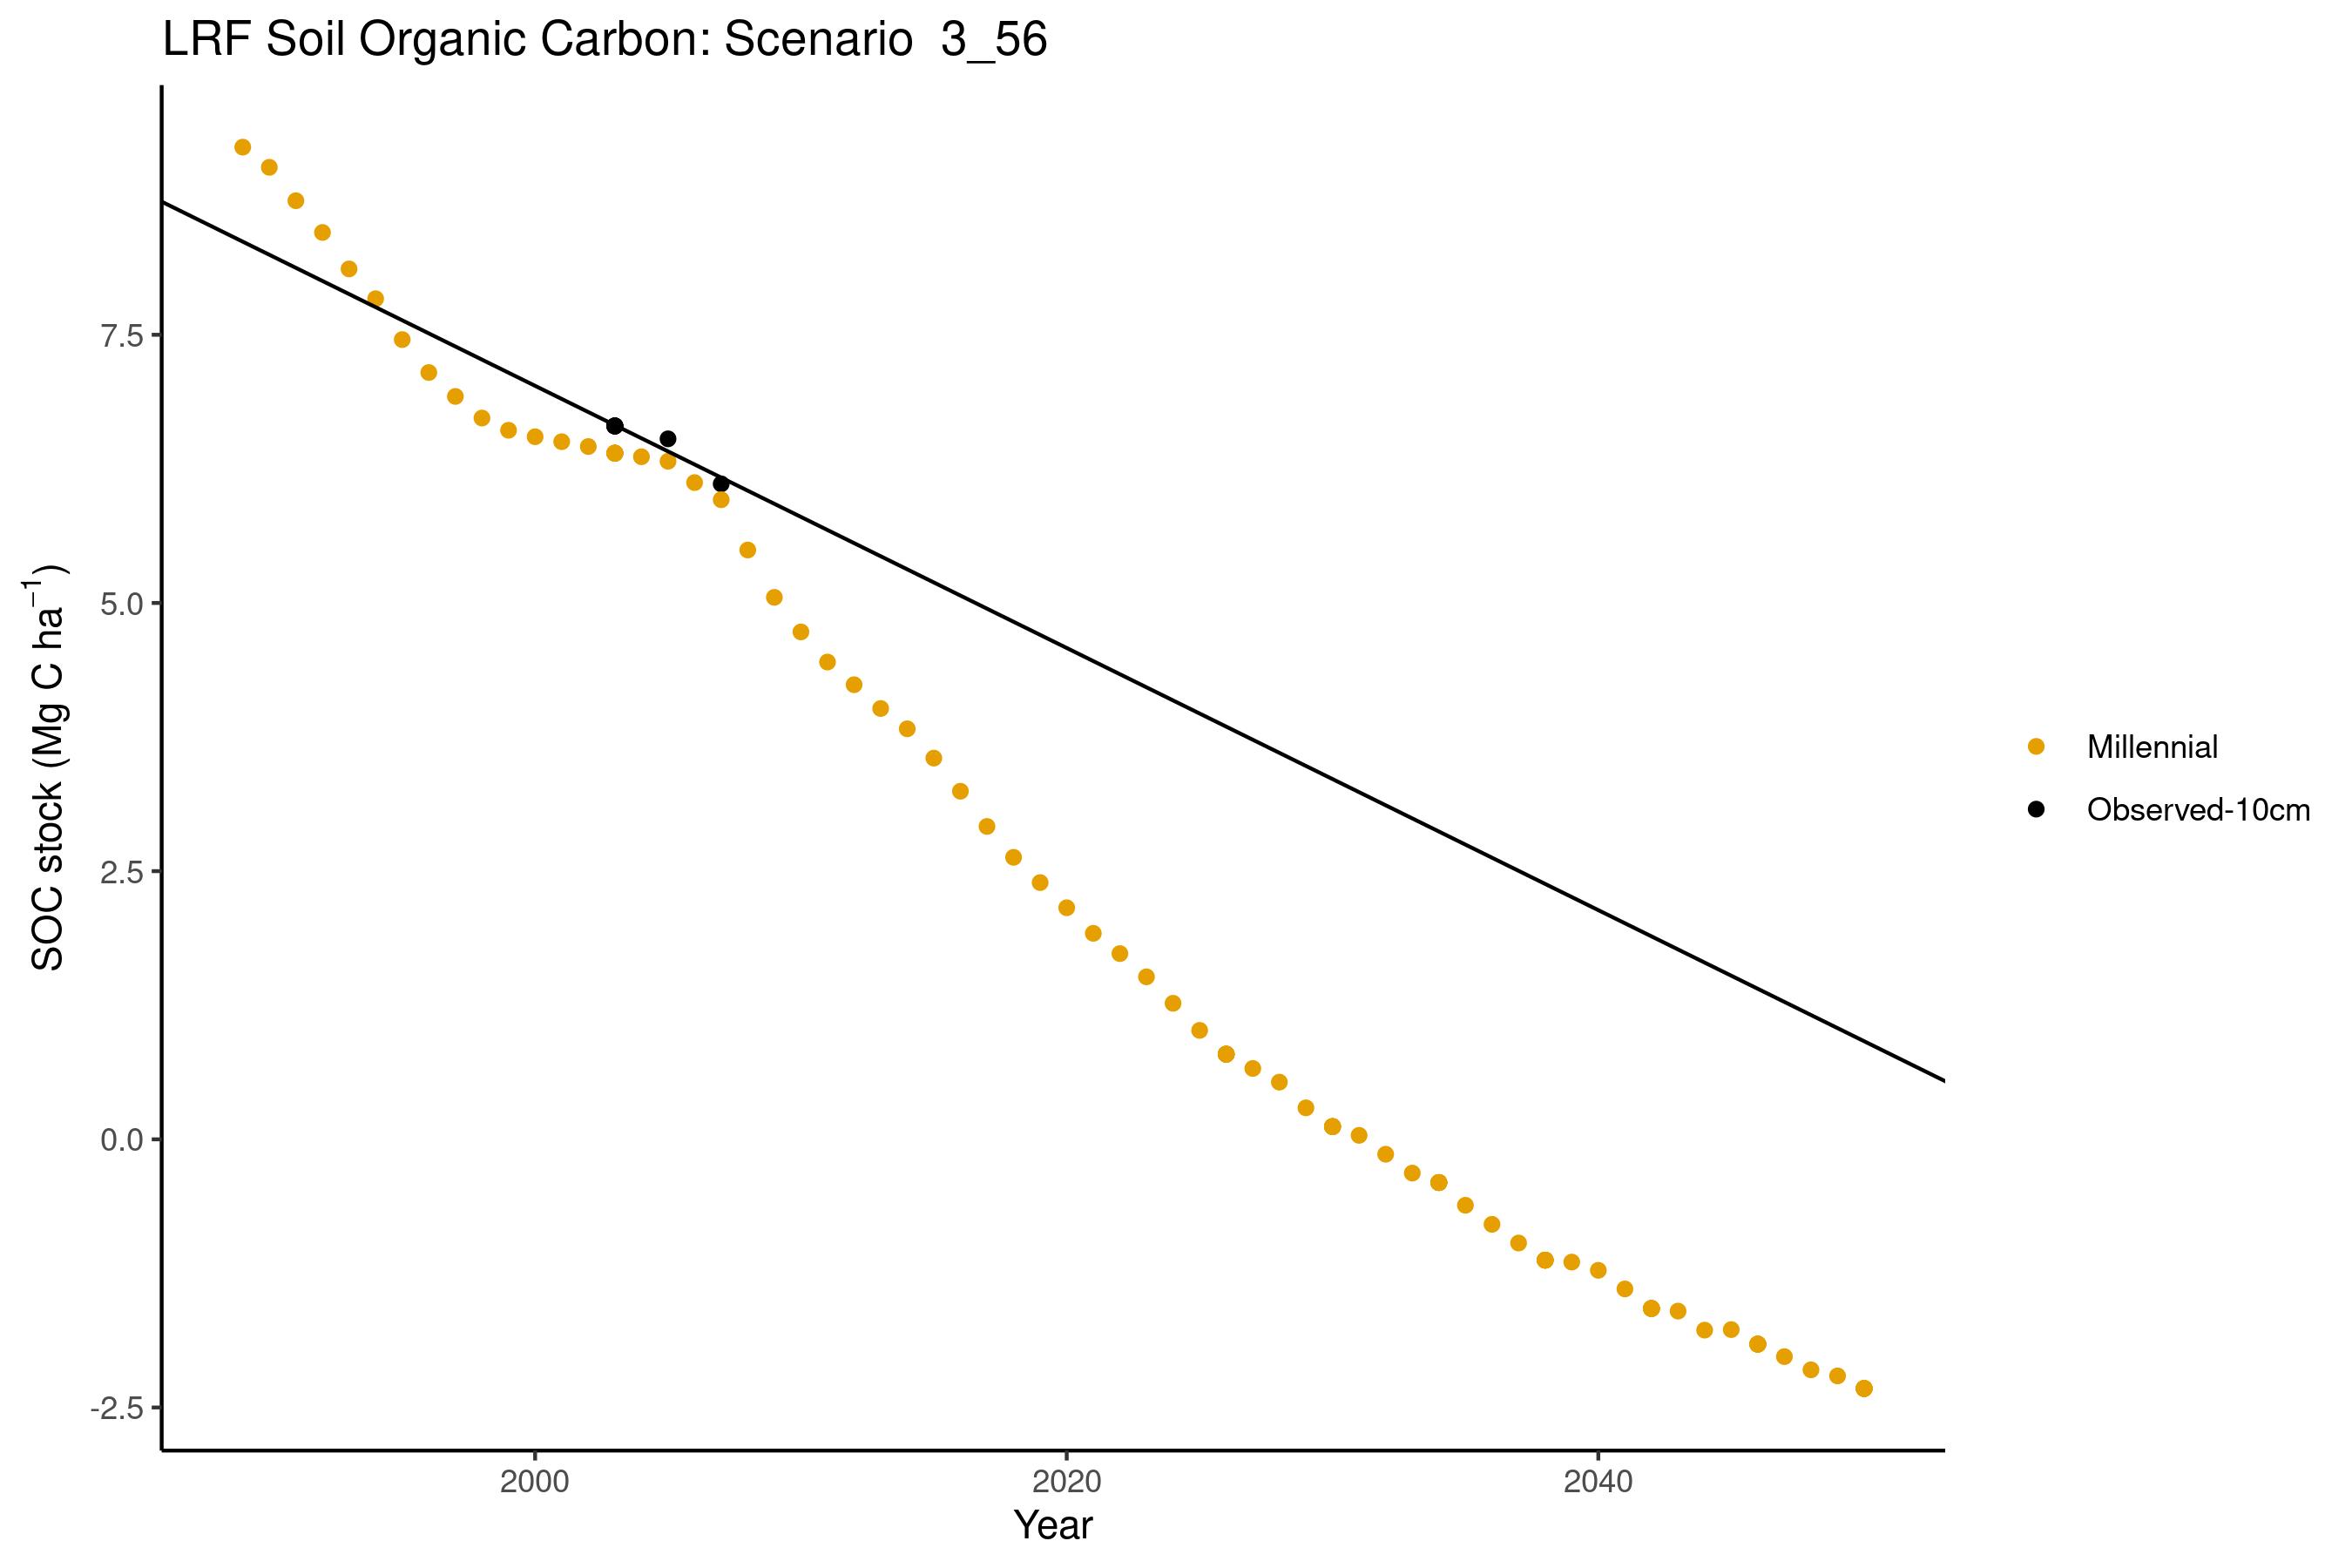 LRF Soil Organic Carbon: Scenario  3_56
SOC stock (Mg C ha−1)
7.5
5.0
2.5
0.0
-2.5
2000
2020
2040
Year
Millennial
Observed-10cm